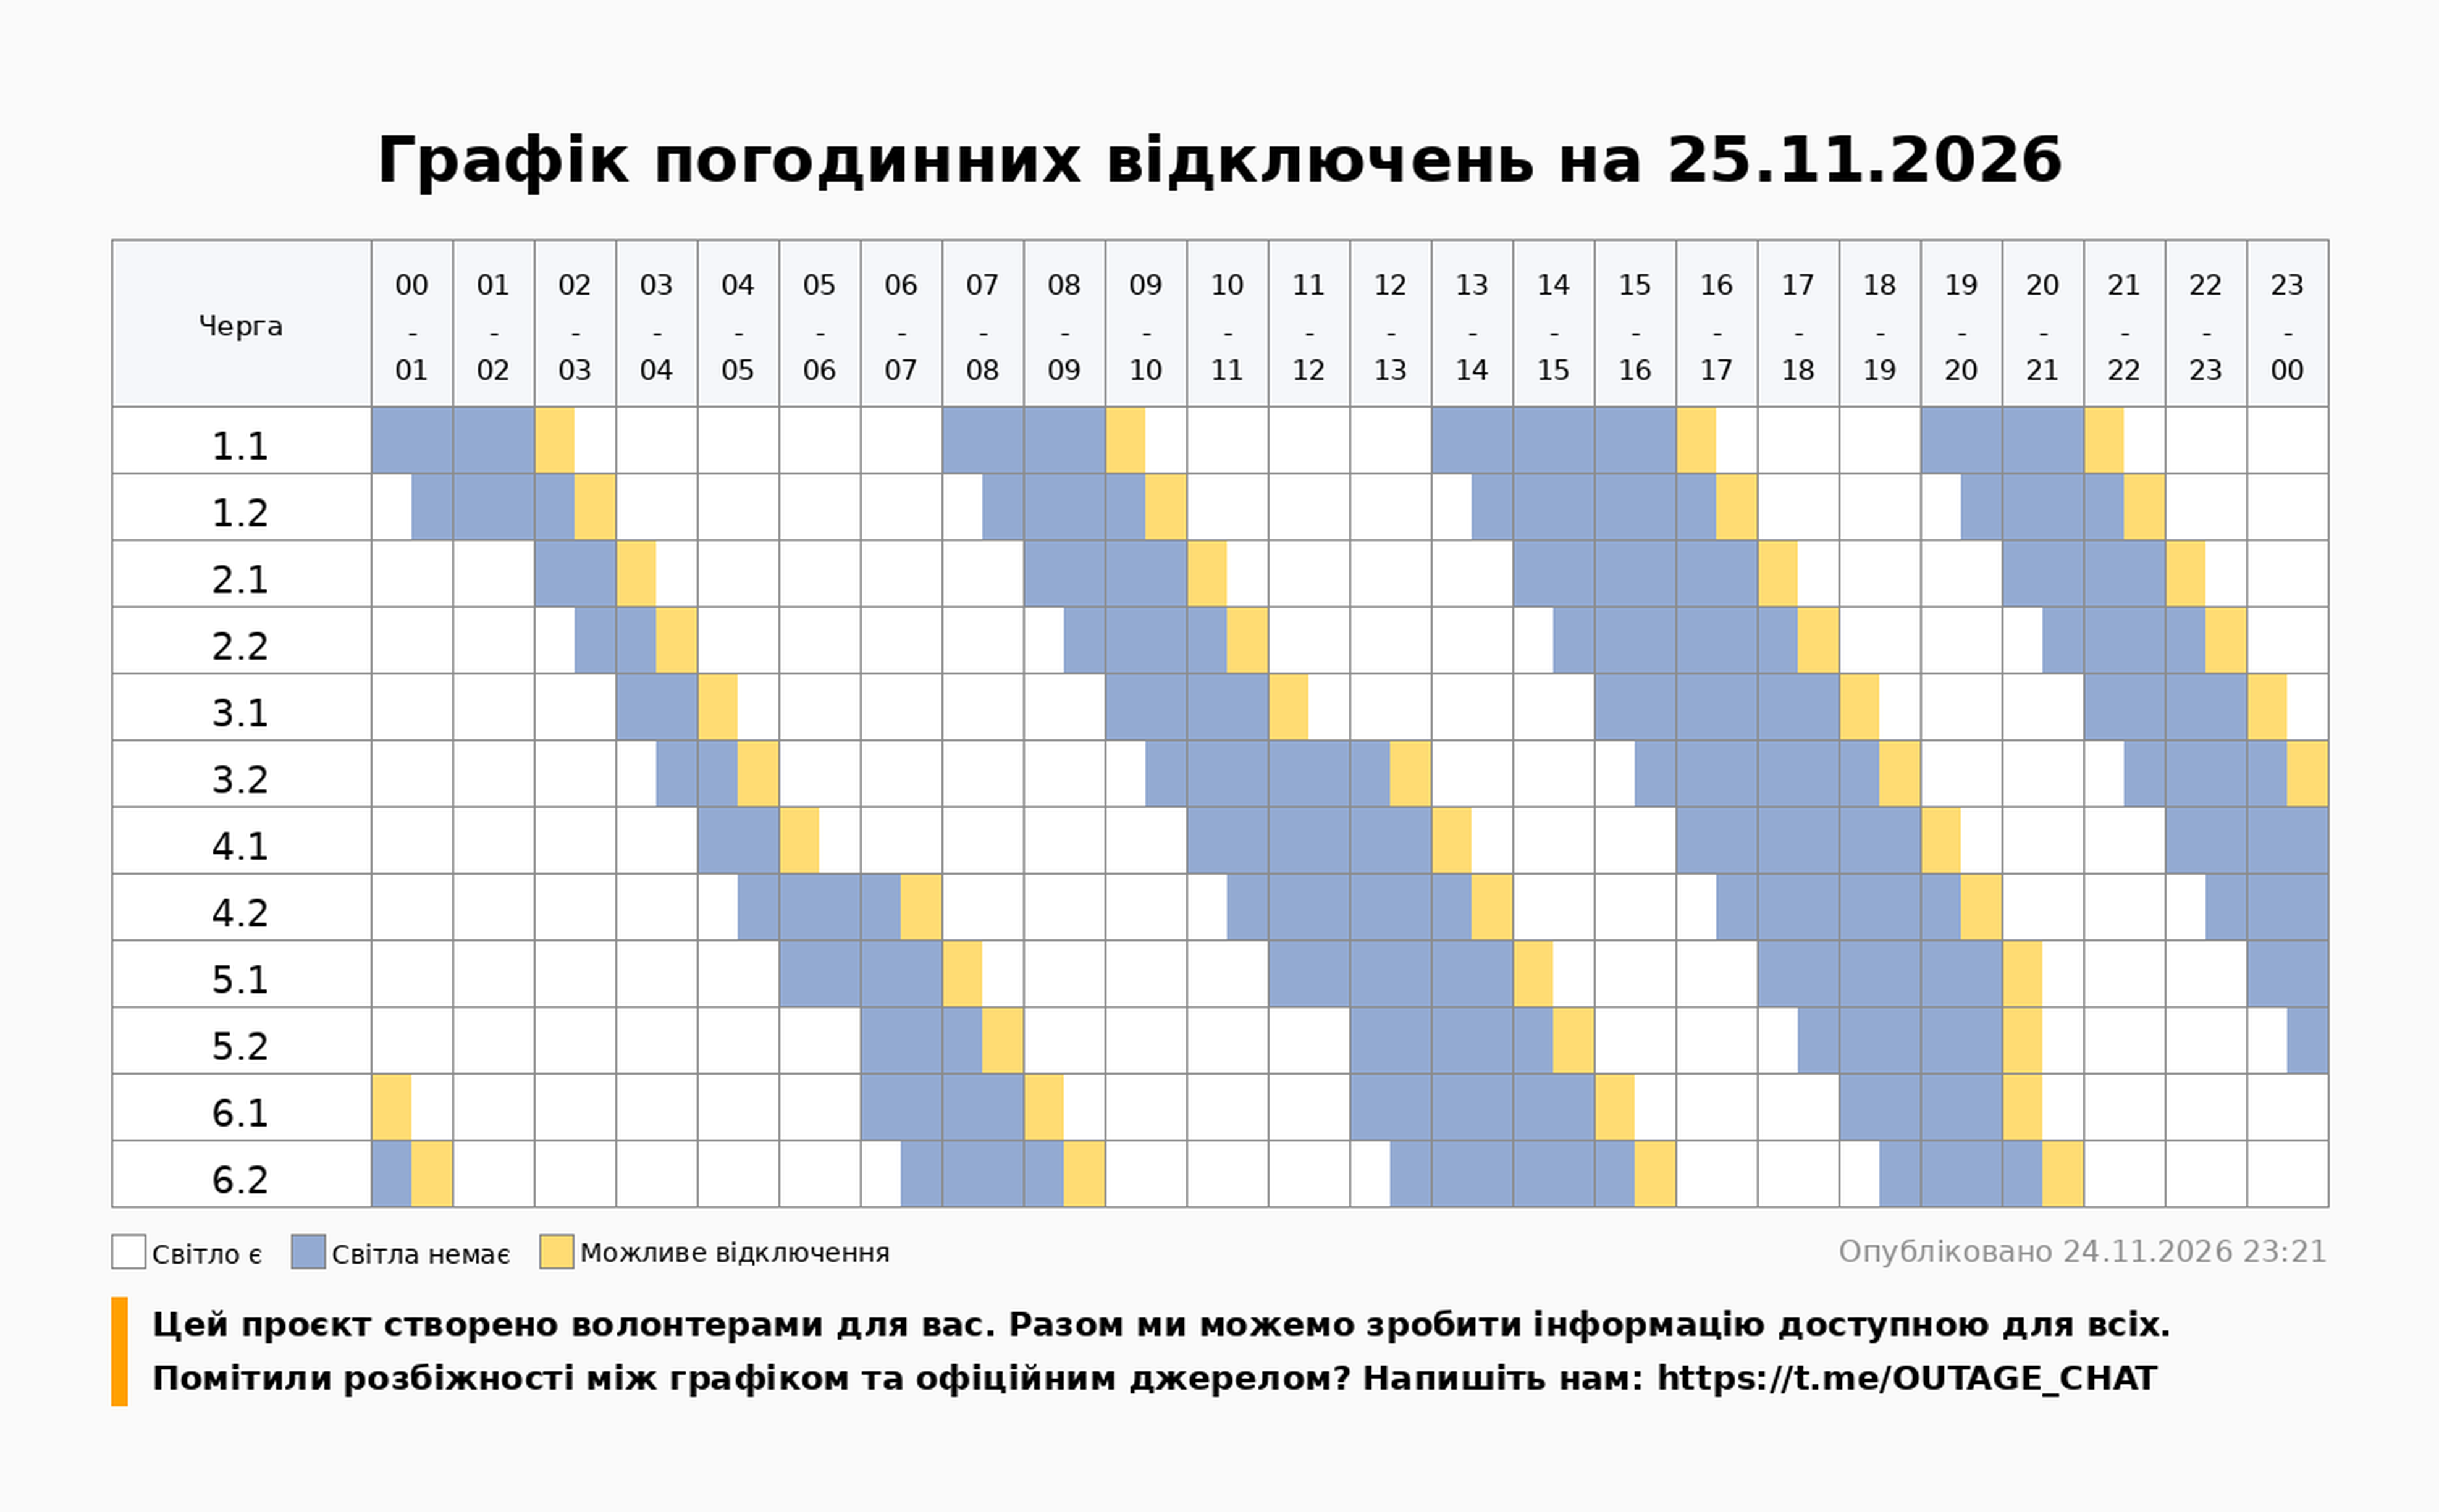 Графік погодинних відключень на 25.11.2026
Черга 00 - 01 01 - 02 02 - 03 03 - 04 04 - 05 05 - 06 06 - 07 07 - 08 08 - 09 09 - 10 10 - 11 11 - 12 12 - 13 13 - 14 14 - 15 15 - 16 16 - 17 17 - 18 18 - 19 19 - 20 20 - 21 21 - 22 22 - 23 23 - 00
1.1
1.2
2.1
2.2
3.1
3.2
4.1
4.2
5.1
5.2
6.1
6.2
Світло є Світла немає Можливе відключення Опубліковано 24.11.2026 23:21
Цей проєкт створено волонтерами для вас. Разом ми можемо зробити інформацію доступною для всіх.
Помітили розбіжності між графіком та офіційним джерелом? Напишіть нам: https://t.me/OUTAGE_CHAT